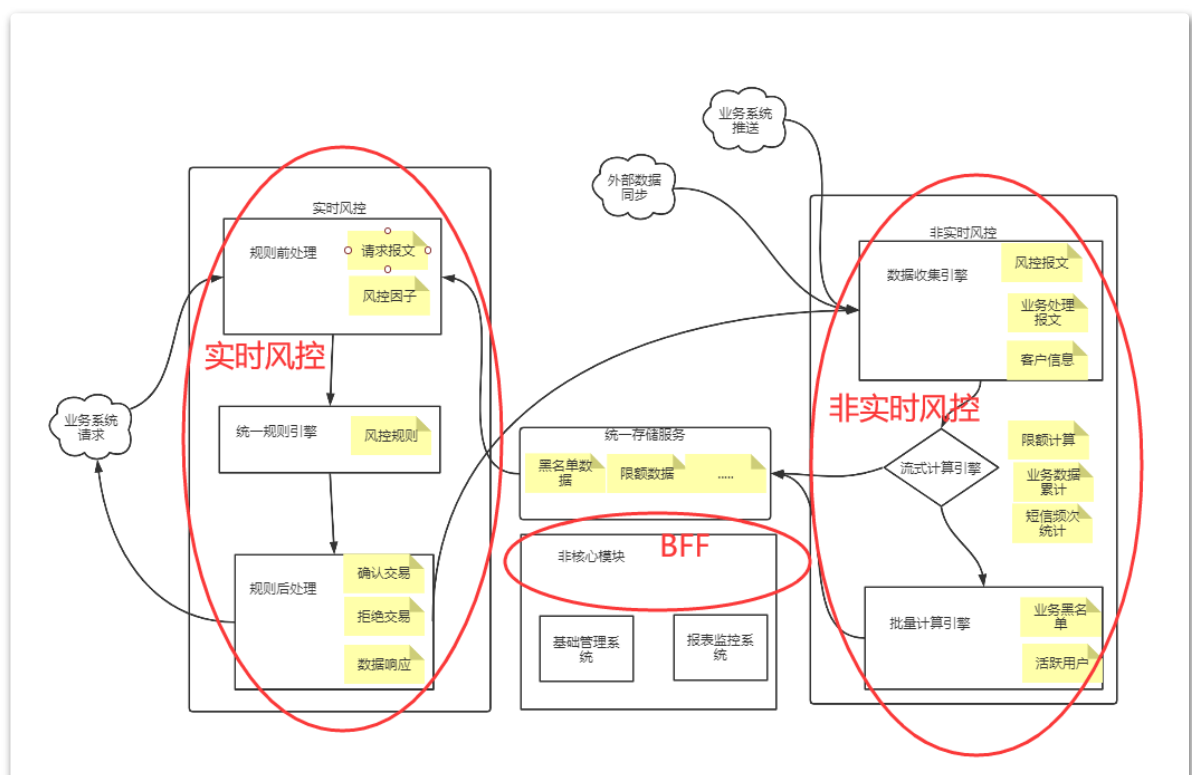 业务系统
推送
外部数据
同步
实时风控
规则前处理
请求报文
风控因子
实时风控
统一规则引擎
风控规则
业务系统
请求
规则后处理
确认交易
拒绝交易
数据响应
统一存储服务
黑名单数
据
限额数据
.....
BFF
非核心模块
基础管理系
统
报表监控系
统
非实时风控
数据收集引擎
风控报文
业务处理
报文
客户信息
非实时风控
流式计算引擎
限额计算
业务数据
累计
短信频次
统计
批量计算引擎
业务黑名
单
活跃用户